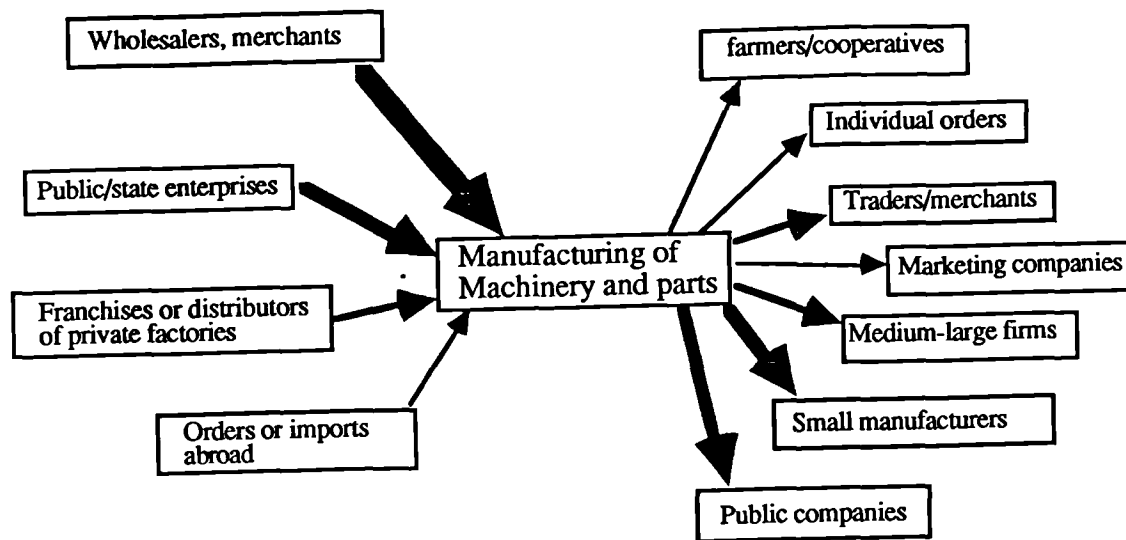 Wholesalers, merchants
Public/state enterprises
Franchises or distributors
of private factories
Orders or imports
abroad
Manufacturing of
Machinery and parts
farmers/cooperatives
Individual orders
Traders/merchants
Marketing companies
Medium-large firms
Small manufacturers
Public companies